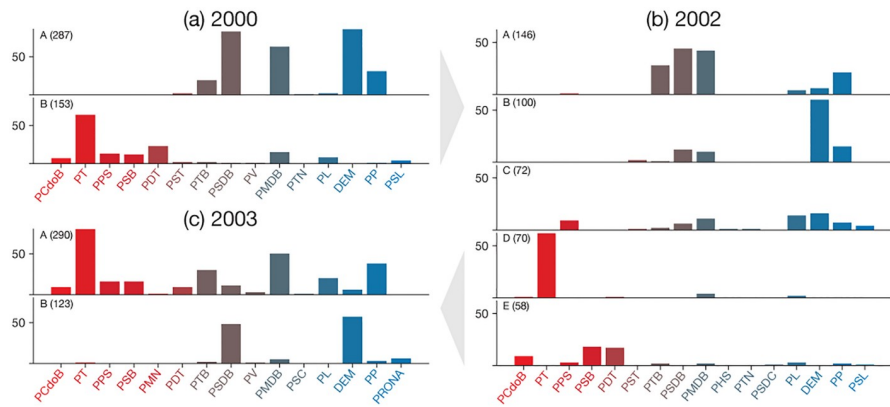 (a) 2000
A (287)
50
B (153)
50
PCdoB PT PPS PSB PDT PST PTB PSDB PV PMDB PTN PL DEM PP PSL
(b) 2002
A (146)
50
B (100)
50
C (72)
50
D (70)
50
E (58)
50
PCdoB PT PPS PSB PDT PST PTB PSDB PMDB PHS PTN PSDC PL DEM PP PSL
(c) 2003
A (290)
50
B (123)
50
PCdoB PT PPS PSB PMN PDT PTB PSDB PV PMDB PSC PL DEM PP PRONA